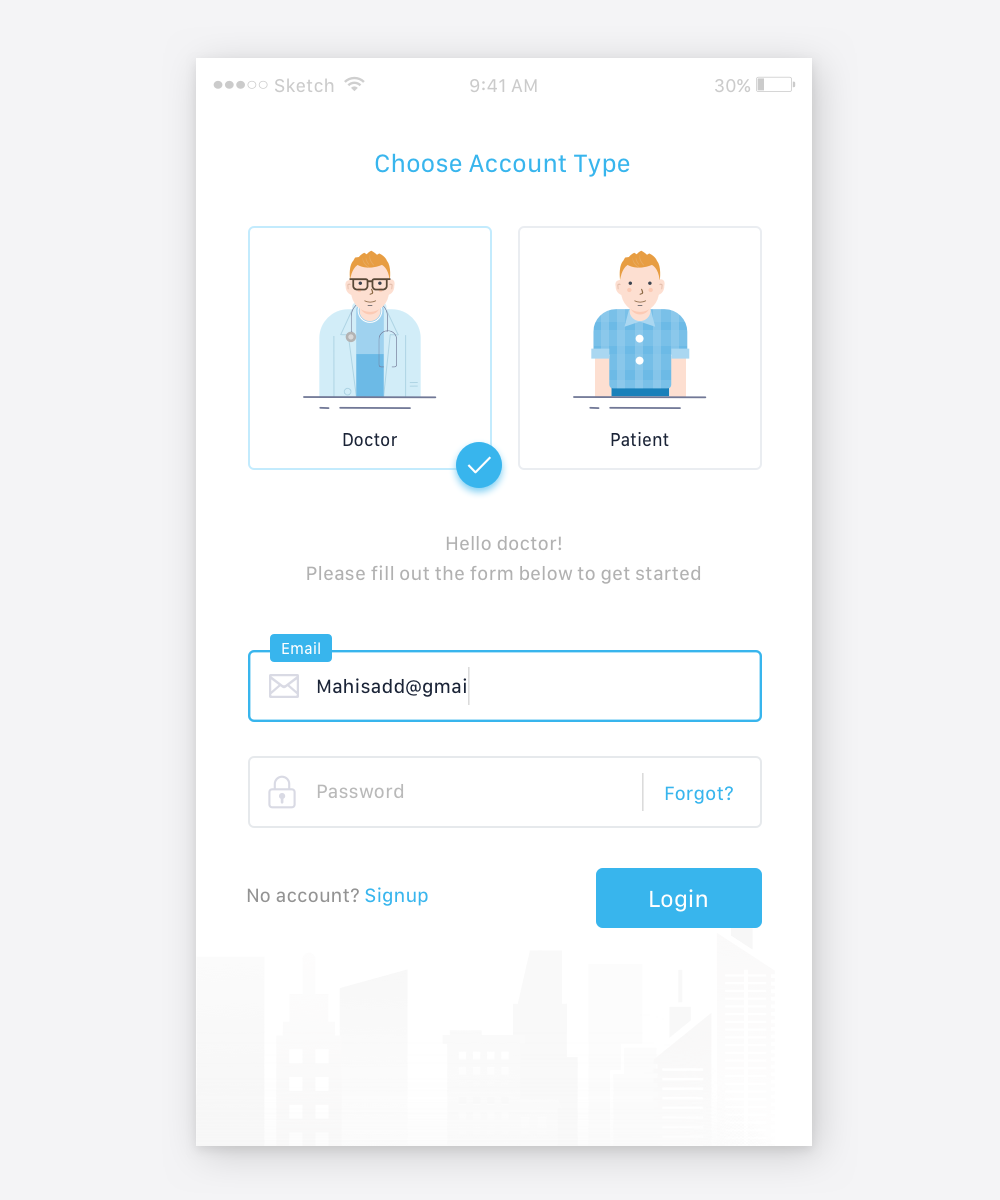 Sketch 9:41 AM 30%
Choose Account Type
Doctor Patient
Hello doctor!
Please fill out the form below to get started
Email
Mahisadd@gmai
Password Forgot?
No account? Signup Login